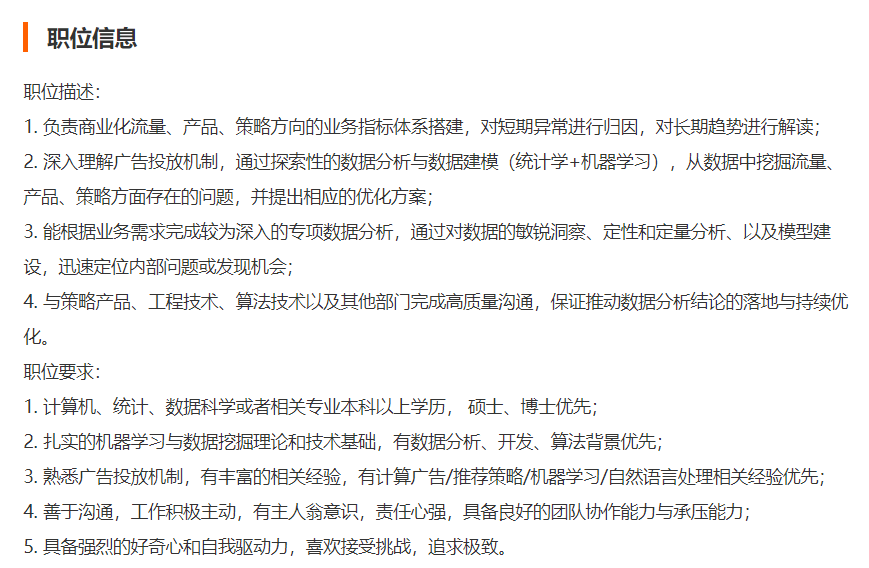 职位信息
职位描述：
1. 负责商业化流量、产品、策略方向的业务指标体系搭建，对短期异常进行归因，对长期趋势进行解读；
2. 深入理解广告投放机制，通过探索性的数据分析与数据建模（统计学+机器学习），从数据中挖掘流量、
产品、策略方面存在的问题，并提出相应的优化方案；
3. 能根据业务需求完成较为深入的专项数据分析，通过对数据的敏锐洞察、定性和定量分析、以及模型建
设，迅速定位内部问题或发现机会；
4. 与策略产品、工程技术、算法技术以及其他部门完成高质量沟通，保证推动数据分析结论的落地与持续优
化。
职位要求：
1. 计算机、统计、数据科学或者相关专业本科以上学历， 硕士、博士优先；
2. 扎实的机器学习与数据挖掘理论和技术基础，有数据分析、开发、算法背景优先；
3. 熟悉广告投放机制，有丰富的相关经验，有计算广告/推荐策略/机器学习/自然语言处理相关经验优先；
4. 善于沟通，工作积极主动，有主人翁意识，责任心强，具备良好的团队协作能力与承压能力；
5. 具备强烈的好奇心和自我驱动力，喜欢接受挑战，追求极致。